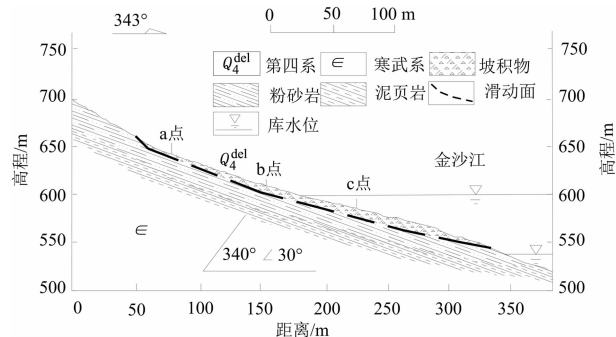 343°
0 50 100 m
750
700
650
600
550
500
高程/m
Q₄ᵈᵉˡ 第四系
∈ 寒武系
坡积物
粉砂岩
泥页岩
滑动面
库水位
a点
Q₄ᵈᵉˡ
b点
c点
金沙江
∈
340° ∠30°
750
700
650
600
550
500
高程/m
0 50 100 150 200 250 300 350
距离/m